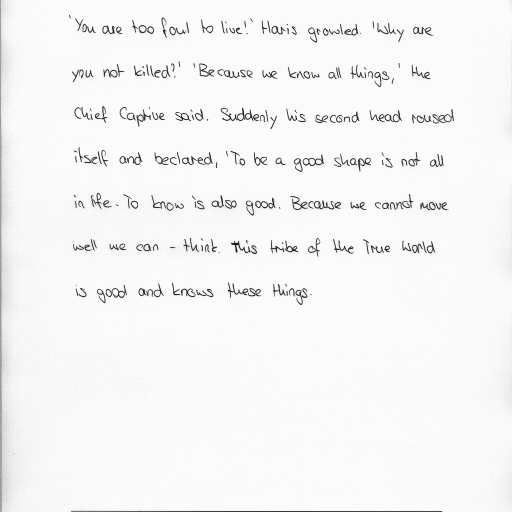 'You are too foul to live!' Haris growled. 'Why are
you not killed?' 'Because we know all things,' the
Chief Captive said. Suddenly his second head roused
itself and beclared, 'To be a good shape is not all
in life. To know is also good. Because we cannot move
well we can - think. This tribe of the True World
is good and knows these things.